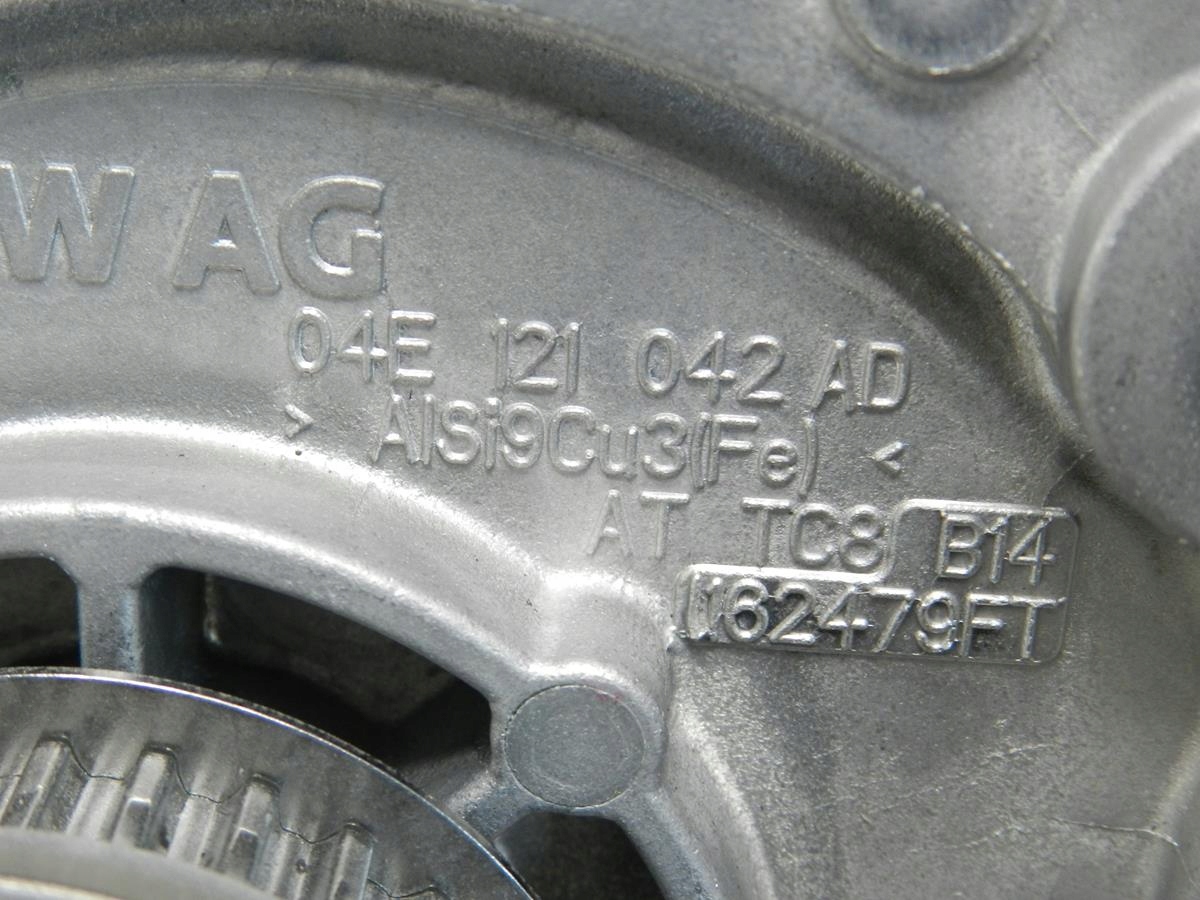 W AG
04E 121 042 AD
> AlSi9Cu3(Fe) <
AT TC8 B14
162479FT